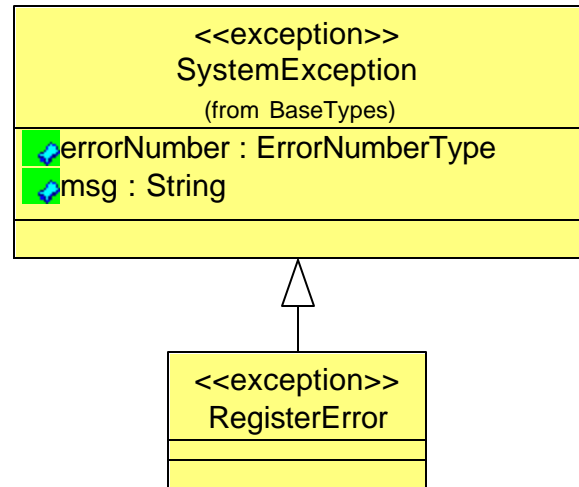 <<exception>>
SystemException
(from BaseTypes)
errorNumber : ErrorNumberType
msg : String
<<exception>>
RegisterError